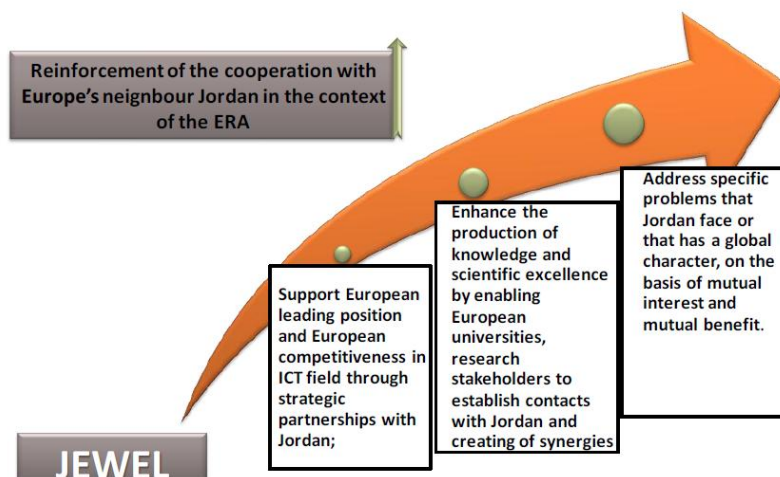 Reinforcement of the cooperation with
Europe's neignbour Jordan in the context
of the ERA
Support European
leading position
and European
competitiveness in
ICT field through
strategic
partnerships with
Jordan;
Enhance the
production of
knowledge and
scientific excellence
by enabling
European
universities,
research
stakeholders to
establish contacts
with Jordan and
creating of synergies
Address specific
problems that
Jordan face or
that has a global
character, on the
basis of mutual
interest and
mutual benefit.
JEWEL